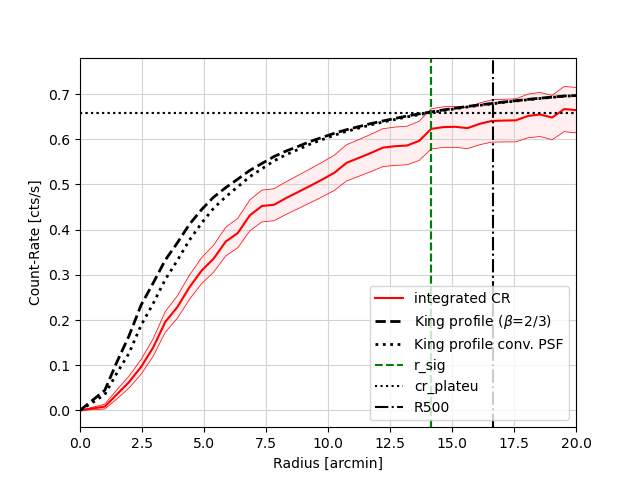 0.7
0.6
0.5
0.4
0.3
0.2
0.1
0.0
Count-Rate [cts/s]
integrated CR
King profile (β=2/3)
King profile conv. PSF
r_sig
cr_plateu
R500
0.0 2.5 5.0 7.5 10.0 12.5 15.0 17.5 20.0
Radius [arcmin]